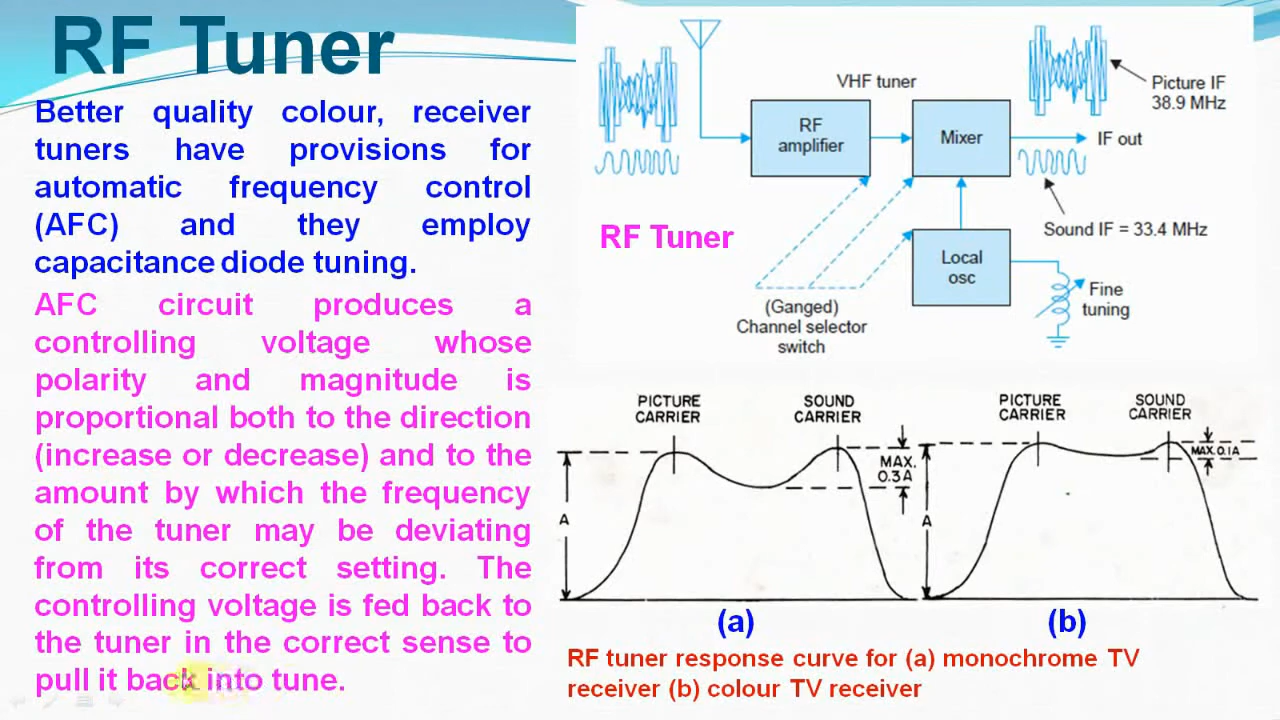 RF Tuner
Better quality colour, receiver
tuners have provisions for
automatic frequency control
(AFC) and they employ
capacitance diode tuning.
AFC circuit produces a
controlling voltage whose
polarity and magnitude is
proportional both to the direction
(increase or decrease) and to the
amount by which the frequency
of the tuner may be deviating
from its correct setting. The
controlling voltage is fed back to
the tuner in the correct sense to
pull it back into tune.
VHF tuner
RF
amplifier
Mixer
Picture IF
38.9 MHz
IF out
Sound IF = 33.4 MHz
RF Tuner
Local
osc
Fine
tuning
(Ganged)
Channel selector
switch
PICTURE
CARRIER
SOUND
CARRIER
MAX.
0.3A
A
(a)
PICTURE
CARRIER
SOUND
CARRIER
MAX.0.1A
A
(b)
RF tuner response curve for (a) monochrome TV
receiver (b) colour TV receiver